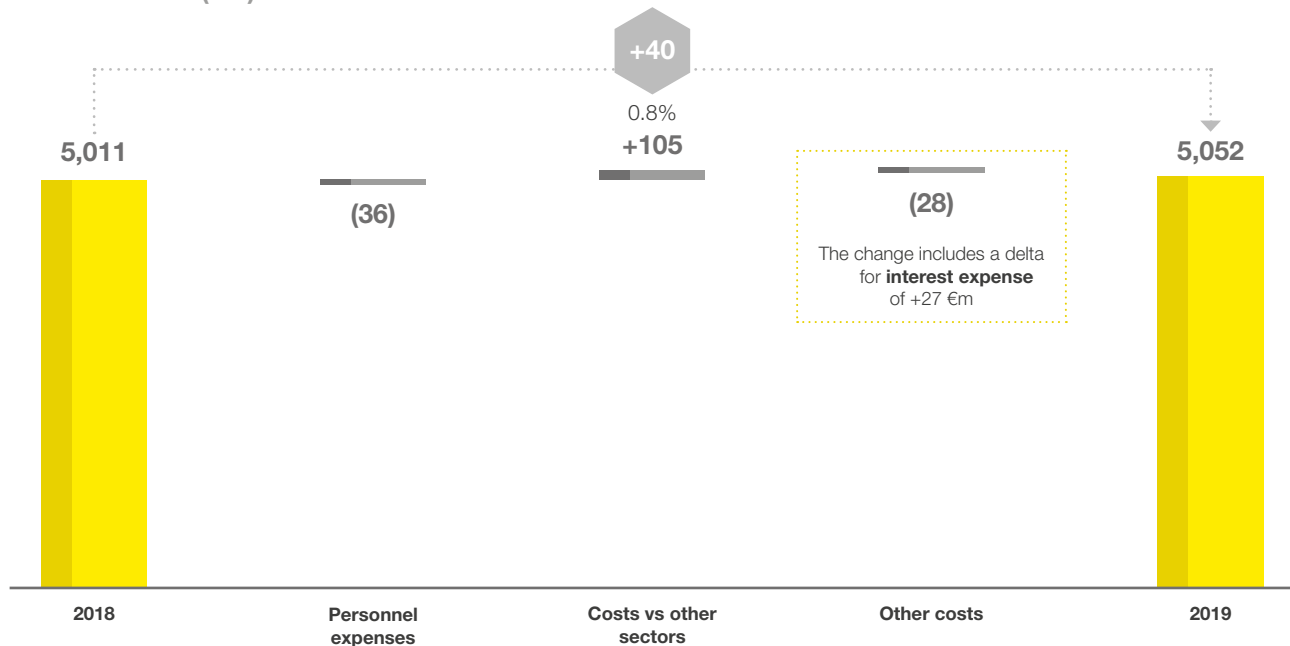 +40
0.8%
5,011
+105
5,052
(36)
(28)
The change includes a delta
for interest expense
of +27 €m
2018
Personnel
expenses
Costs vs other
sectors
Other costs
2019